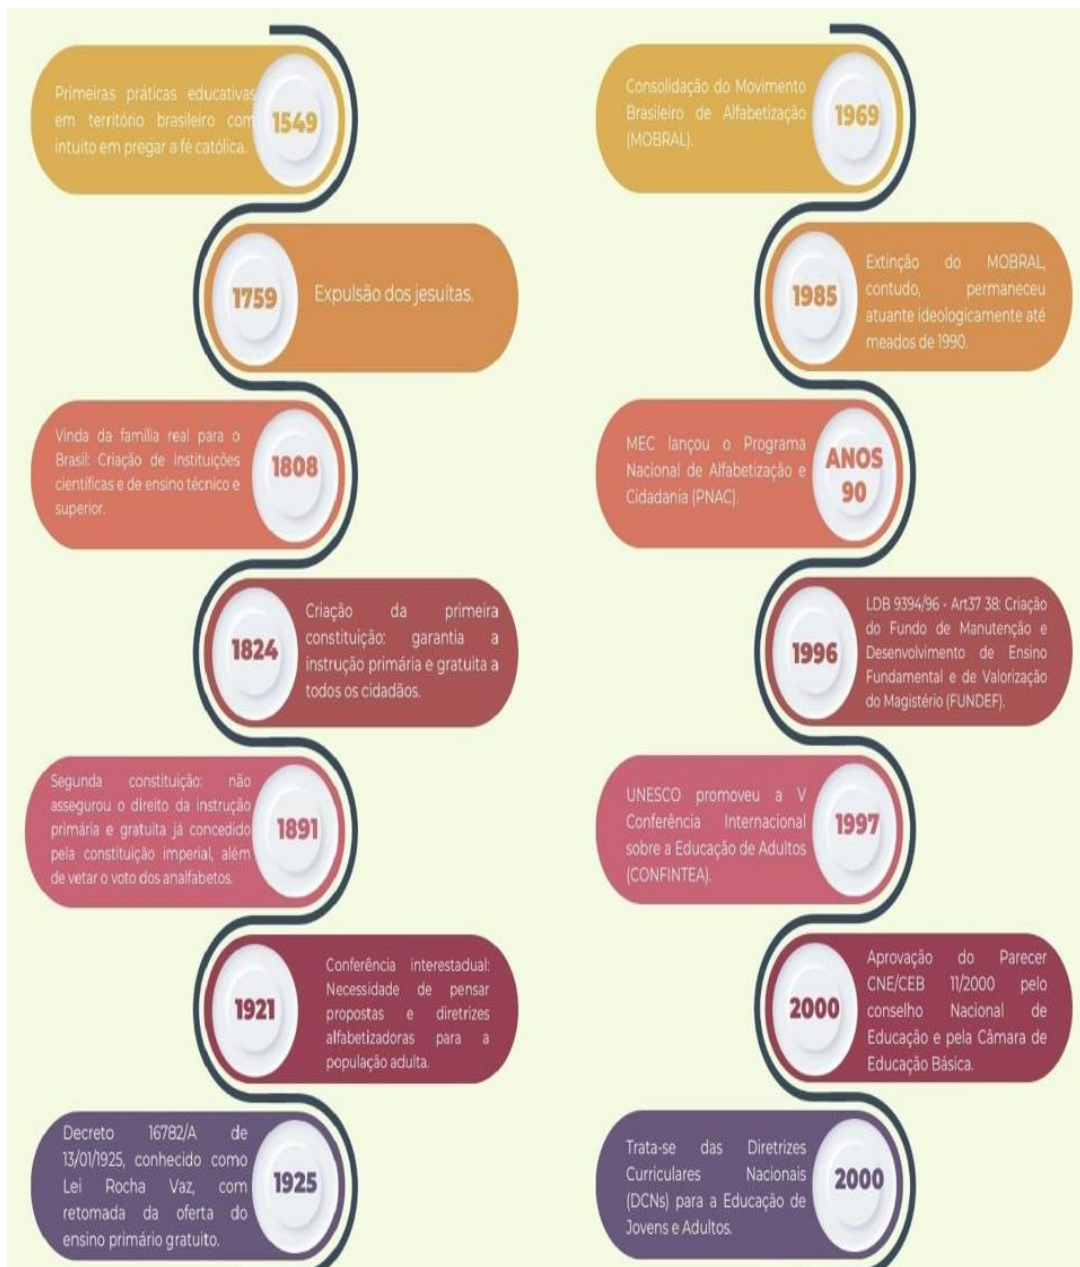 Primeiras práticas educativas
em território brasileiro com
intuito em pregar a fé católica.
1549
1759
Expulsão dos jesuítas.
Vinda da família real para o
Brasil: Criação de instituições
científicas e de ensino técnico e
superior.
1808
1824
Criação da primeira
constituição: garantia a
instrução primária e gratuita a
todos os cidadãos.
Segunda constituição: não
assegurou o direito da instrução
primária e gratuita já concedido
pela constituição imperial, além
de vetar o voto dos analfabetos.
1891
1921
Conferência interestadual:
Necessidade de pensar
propostas e diretrizes
alfabetizadoras para a
população adulta.
Decreto 16782/A de
13/01/1925, conhecido como
Lei Rocha Vaz, com
retomada da oferta do
ensino primário gratuito.
1925
Consolidação do Movimento
Brasileiro de Alfabetização
(MOBRAL).
1969
1985
Extinção do MOBRAL,
contudo, permaneceu
atuante ideologicamente até
meados de 1990.
MEC lançou o Programa
Nacional de Alfabetização e
Cidadania (PNAC).
ANOS
90
1996
LDB 9394/96 - Art37 38: Criação
do Fundo de Manutenção e
Desenvolvimento de Ensino
Fundamental e de Valorização
do Magistério (FUNDEF).
UNESCO promoveu a V
Conferência Internacional
sobre a Educação de Adultos
(CONFINTEA).
1997
2000
Aprovação do Parecer
CNE/CEB 11/2000 pelo
conselho Nacional de
Educação e pela Câmara de
Educação Básica.
Trata-se das Diretrizes
Curriculares Nacionais
(DCNs) para a Educação de
Jovens e Adultos.
2000